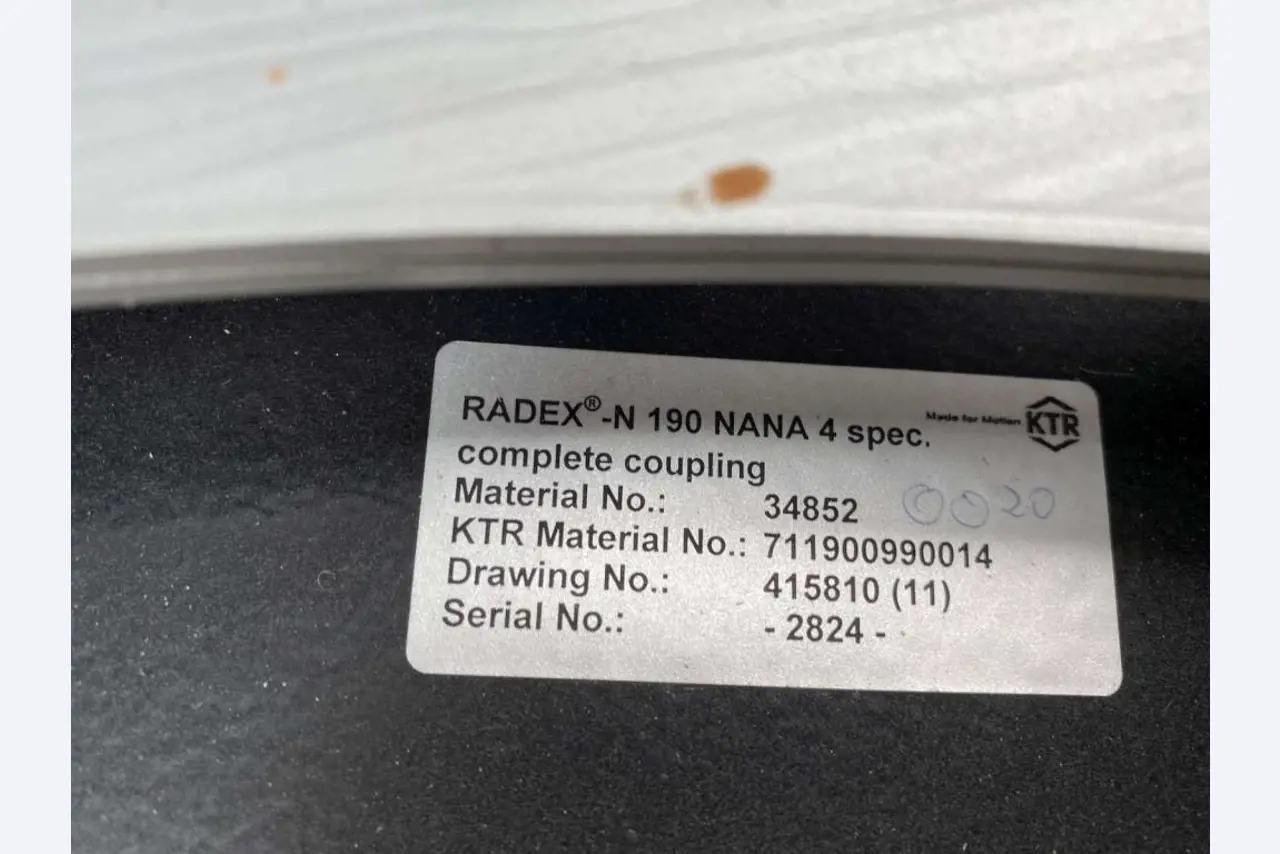 RADEX®-N 190 NANA 4 spec.
Made for Motion KTR
complete coupling
Material No.: 34852 0020
KTR Material No.: 711900990014
Drawing No.: 415810 (11)
Serial No.: - 2824 -